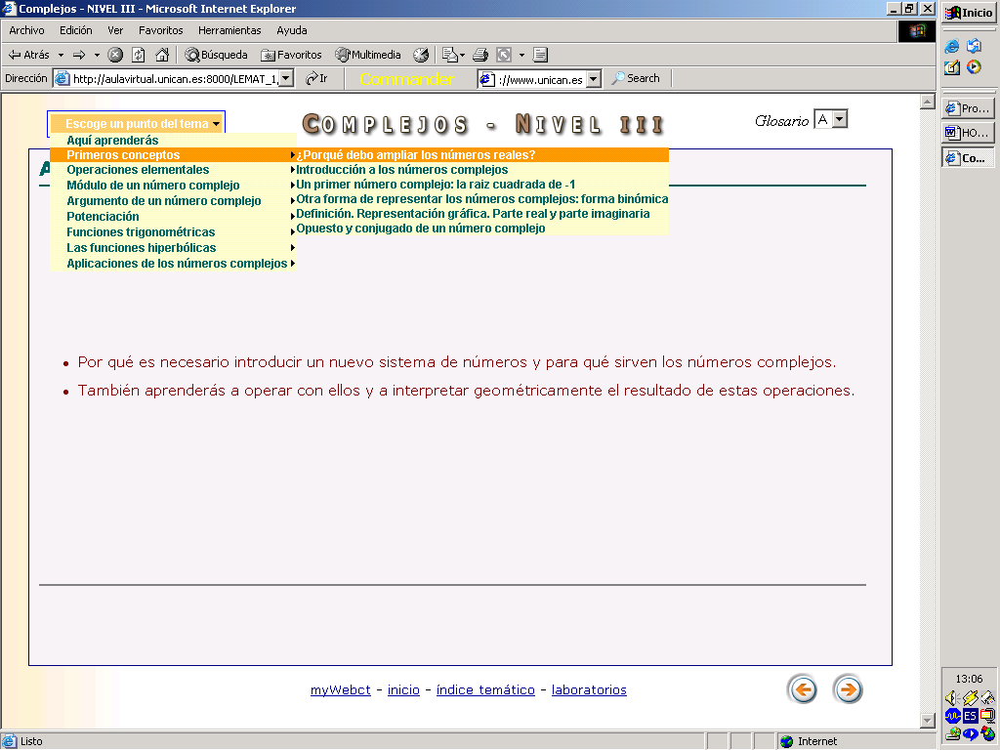 Complejos - NIVEL III - Microsoft Internet Explorer
Inicio
Archivo Edición Ver Favoritos Herramientas Ayuda
Atrás Búsqueda Favoritos Multimedia
Dirección http://aulavirtual.unican.es:8000/LEMAT_1, Ir Commander ://www.unican.es Search
Pro...
HO...
Co...
Escoge un punto del tema
COMPLEJOS - NIVEL III
Glosario A
Aquí aprenderás
Primeros conceptos
Operaciones elementales
Módulo de un número complejo
Argumento de un número complejo
Potenciación
Funciones trigonométricas
Las funciones hiperbólicas
Aplicaciones de los números complejos
¿Porqué debo ampliar los números reales?
Introducción a los números complejos
Un primer número complejo: la raiz cuadrada de -1
Otra forma de representar los números complejos: forma binómica
Definición. Representación gráfica. Parte real y parte imaginaria
Opuesto y conjugado de un número complejo
A
• Por qué es necesario introducir un nuevo sistema de números y para qué sirven los números complejos.
• También aprenderás a operar con ellos y a interpretar geométricamente el resultado de estas operaciones.
myWebct - inicio - índice temático - laboratorios
13:06
ES
Listo
Internet